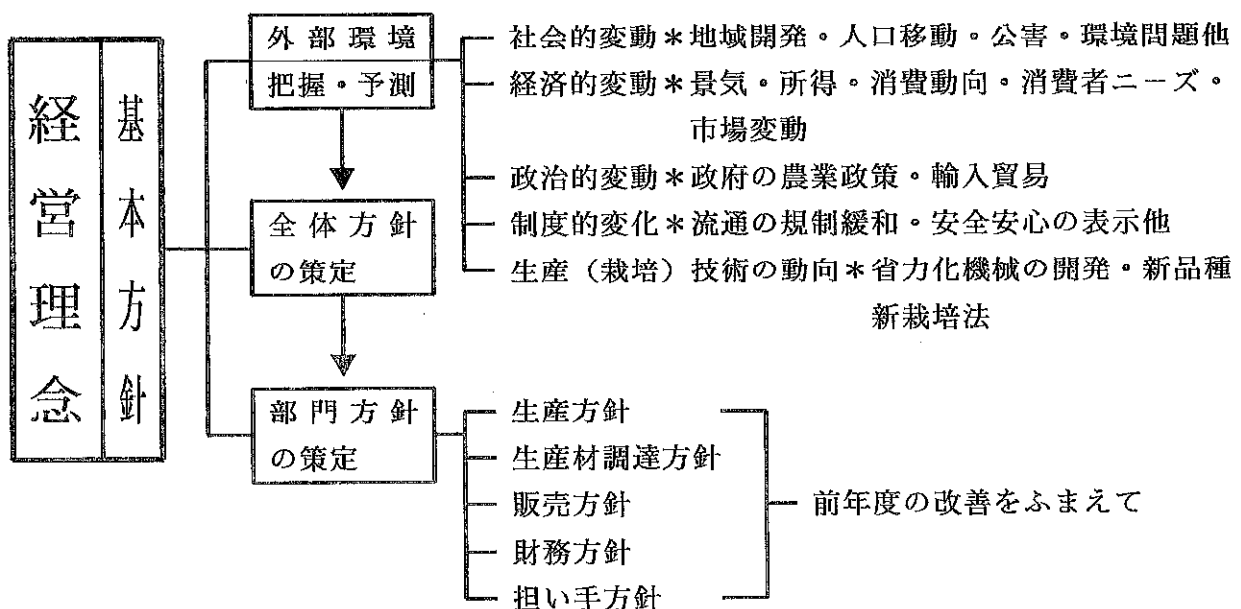 経営理念
基本方針
外部環境
把握・予測
社会的変動＊地域開発・人口移動・公害・環境問題他
経済的変動＊景気・所得・消費動向・消費者ニーズ・
市場変動
政治的変動＊政府の農業政策・輸入貿易
制度的変化＊流通の規制緩和・安全安心の表示他
生産（栽培）技術の動向＊省力化機械の開発・新品種
新栽培法
全体方針
の策定
部門方針
の策定
生産方針
生産材調達方針
販売方針
財務方針
担い手方針
前年度の改善をふまえて